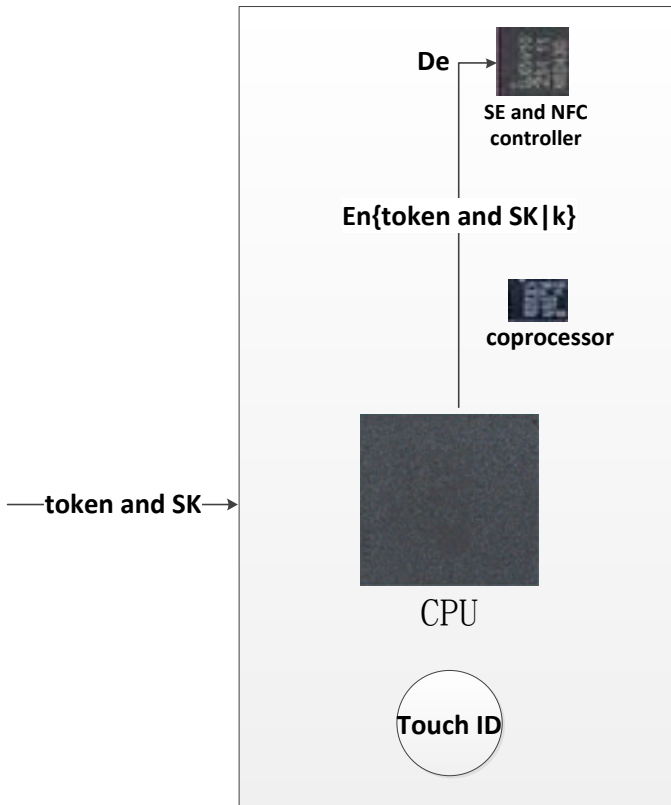 De
SE and NFC
controller
En{token and SK|k}
coprocessor
token and SK
CPU
Touch ID